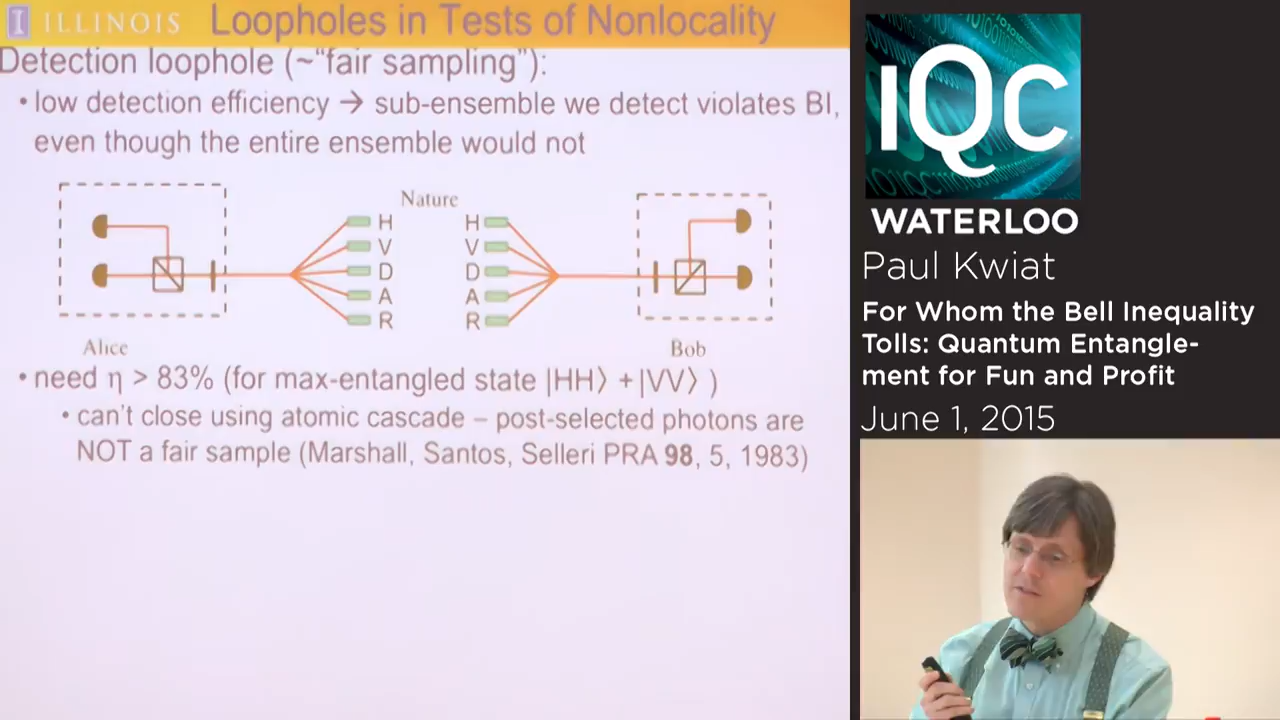 I ILLINOIS Loopholes in Tests of Nonlocality
Detection loophole (~“fair sampling”):
• low detection efficiency → sub-ensemble we detect violates BI,
even though the entire ensemble would not
Nature
H H
V V
D D
A A
R R
Alice Bob
• need η > 83% (for max-entangled state |HH⟩ +|VV⟩ )
• can’t close using atomic cascade – post-selected photons are
NOT a fair sample (Marshall, Santos, Selleri PRA 98, 5, 1983)
IQC
WATERLOO
Paul Kwiat
For Whom the Bell Inequality
Tolls: Quantum Entangle-
ment for Fun and Profit
June 1, 2015